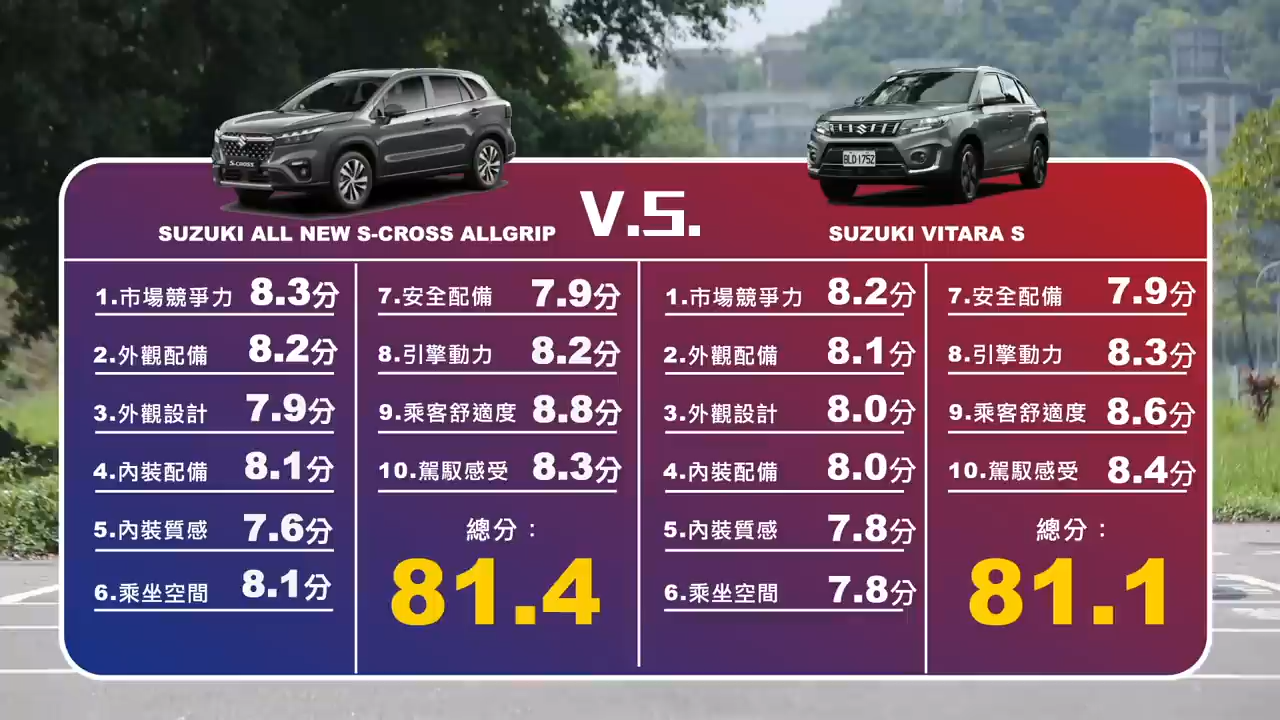 S-CROSS
BLD-1752
V.S.
SUZUKI ALL NEW S-CROSS ALLGRIP
SUZUKI VITARA S
1.市場競爭力 8.3分
2.外觀配備 8.2分
3.外觀設計 7.9分
4.內裝配備 8.1分
5.內裝質感 7.6分
6.乘坐空間 8.1分
7.安全配備 7.9分
8.引擎動力 8.2分
9.乘客舒適度 8.8分
10.駕馭感受 8.3分
總分：
81.4
1.市場競爭力 8.2分
2.外觀配備 8.1分
3.外觀設計 8.0分
4.內裝配備 8.0分
5.內裝質感 7.8分
6.乘坐空間 7.8分
7.安全配備 7.9分
8.引擎動力 8.3分
9.乘客舒適度 8.6分
10.駕馭感受 8.4分
總分：
81.1